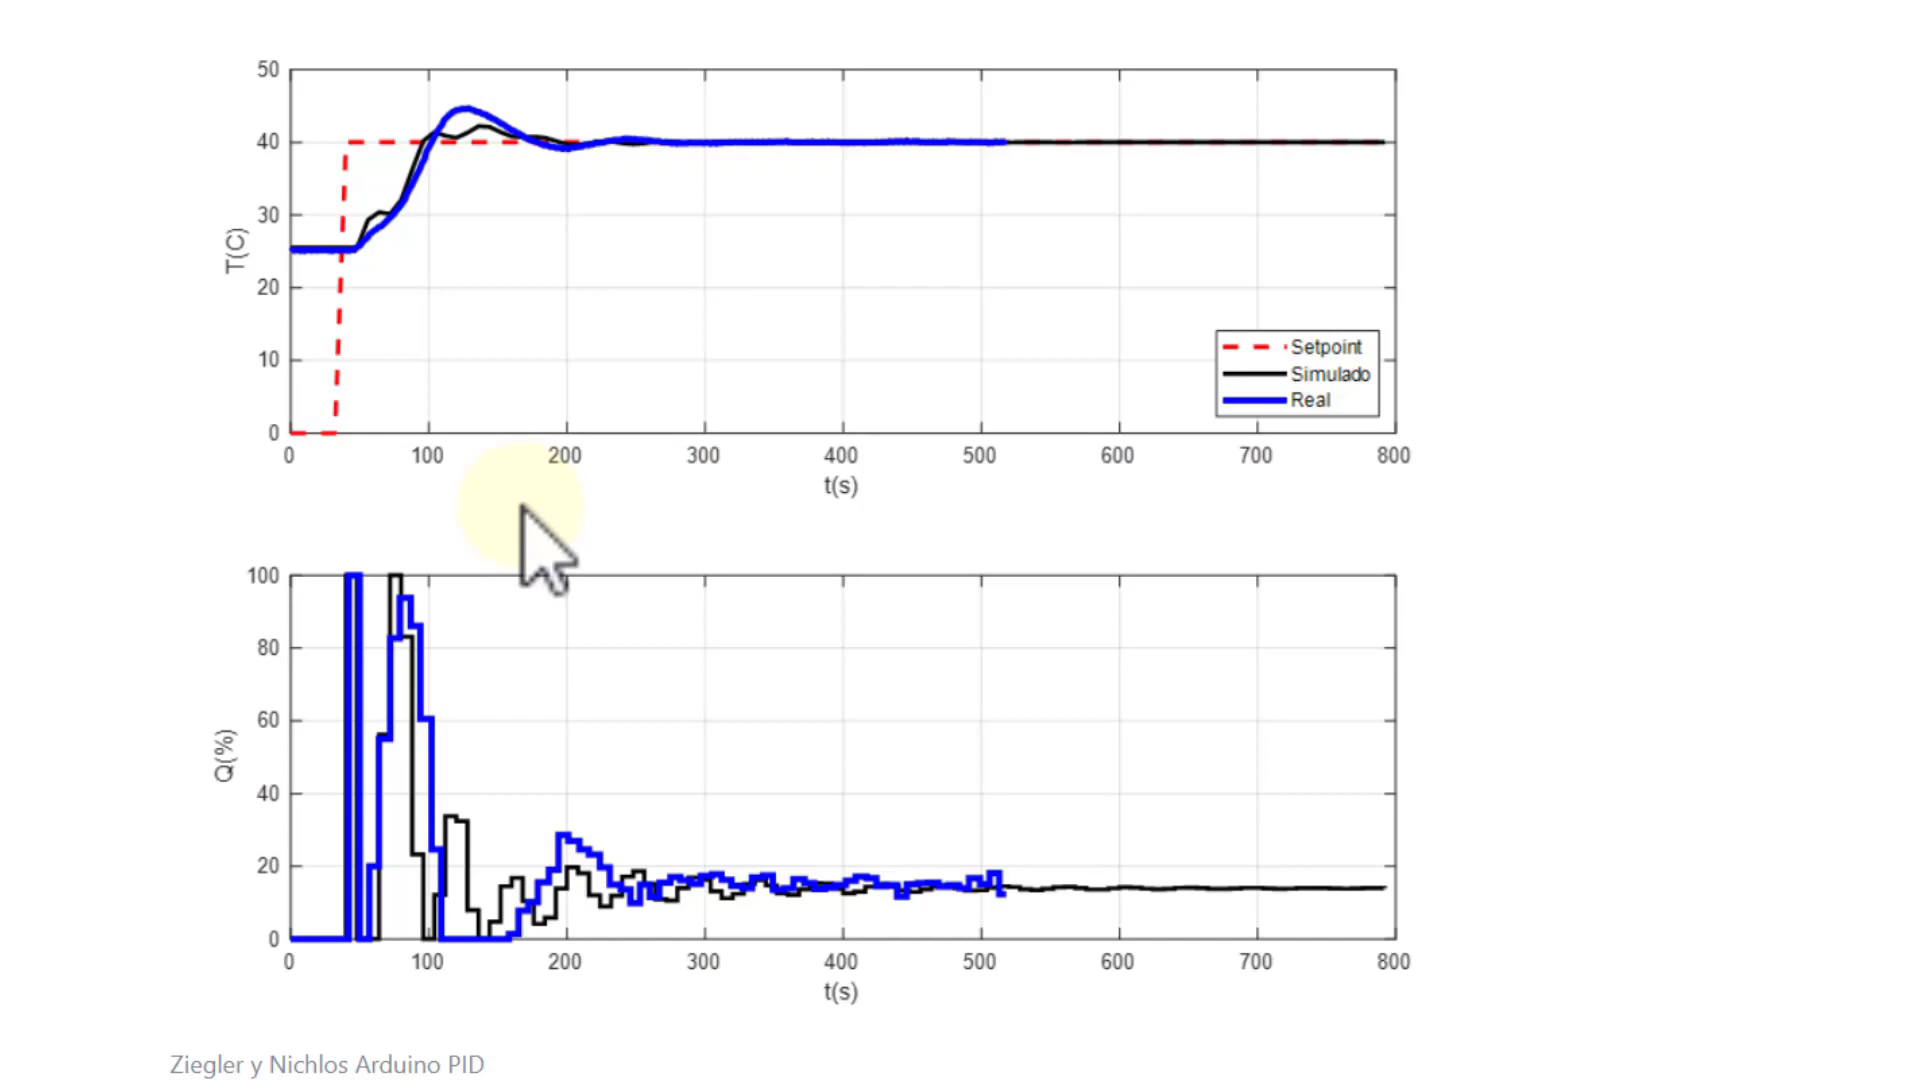 50
40
30
20
10
0
T(C)
Setpoint
Simulado
Real
0 100 200 300 400 500 600 700 800
t(s)
100
80
60
40
20
0
Q(%)
0 100 200 300 400 500 600 700 800
t(s)
Ziegler y Nichlos Arduino PID